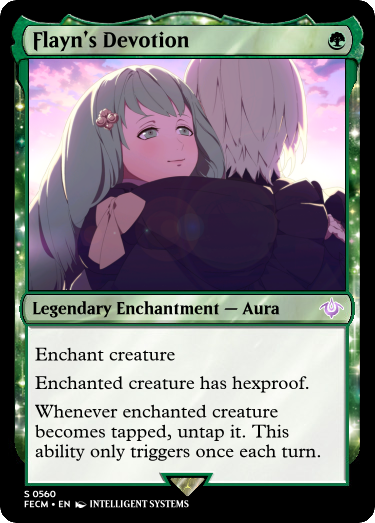 Flayn's Devotion
Legendary Enchantment — Aura
Enchant creature
Enchanted creature has hexproof.
Whenever enchanted creature
becomes tapped, untap it. This
ability only triggers once each turn.
S 0560
FECM • EN INTELLIGENT SYSTEMS